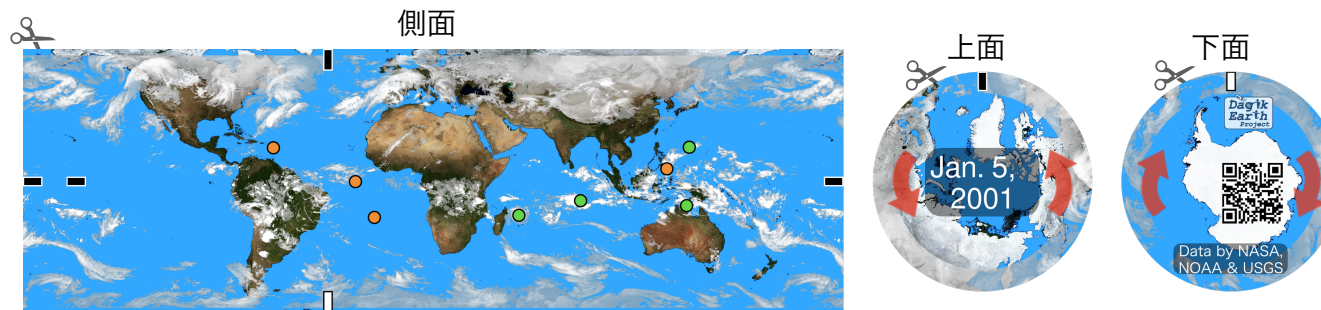 側面
上面
下面
Jan. 5,
2001
Dagik
Earth
Project
Data by NASA,
NOAA & USGS